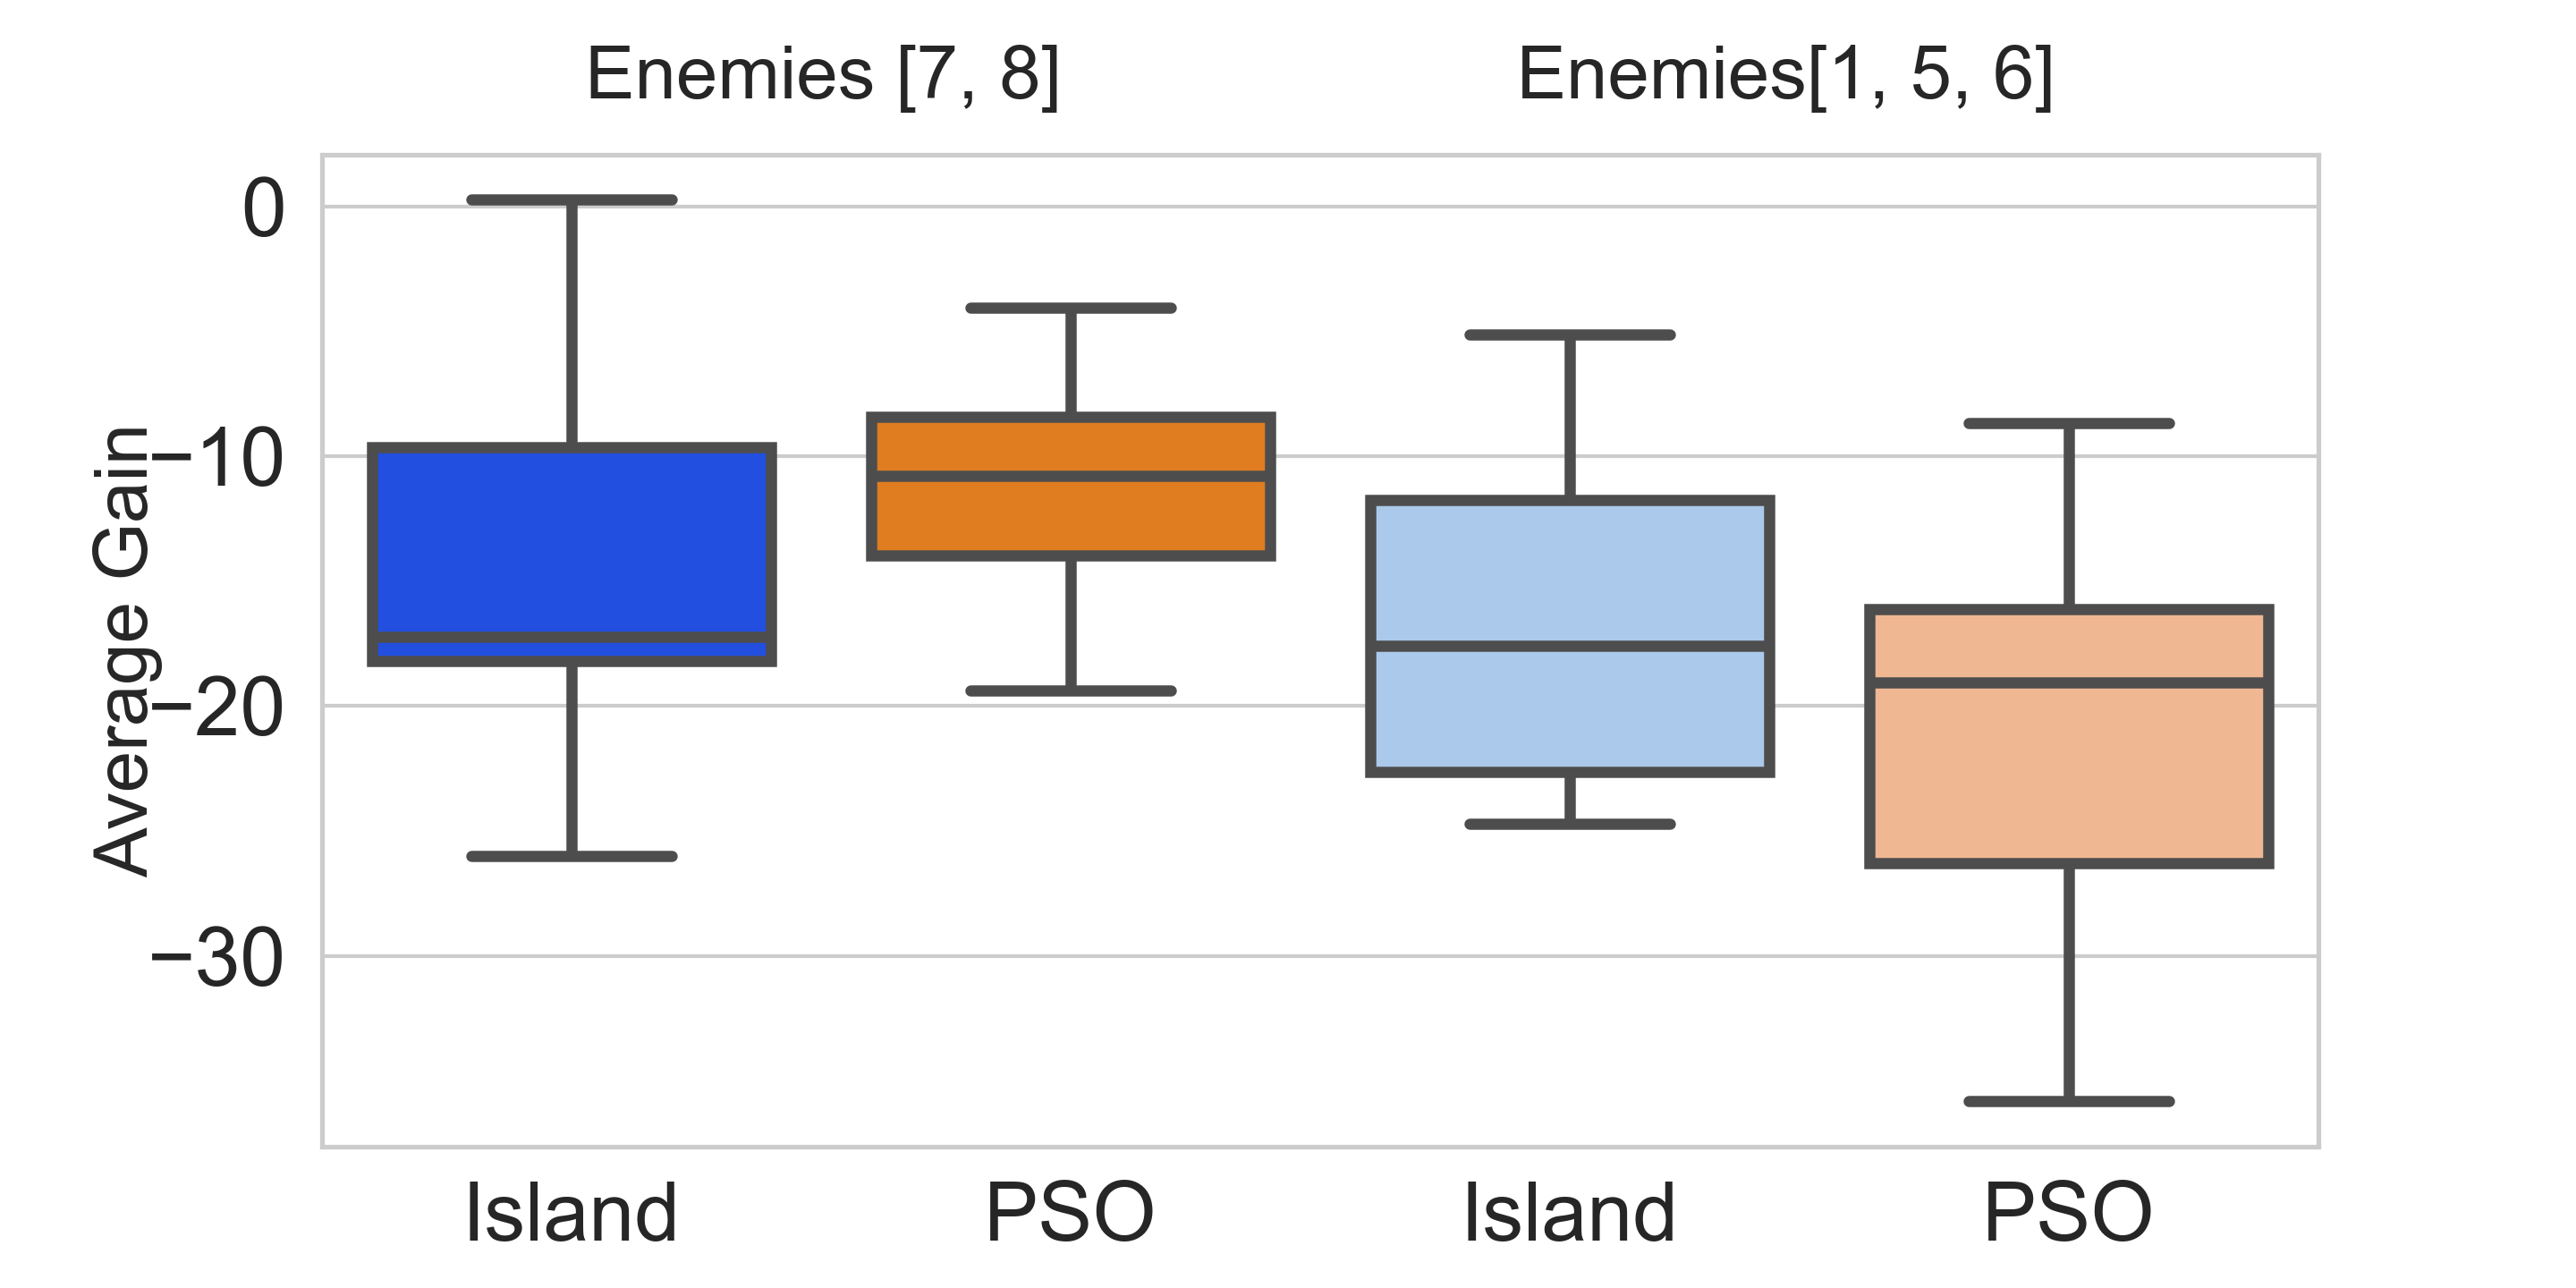 Enemies [7, 8]
Enemies[1, 5, 6]
Average Gain
0
−10
−20
−30
Island
PSO
Island
PSO